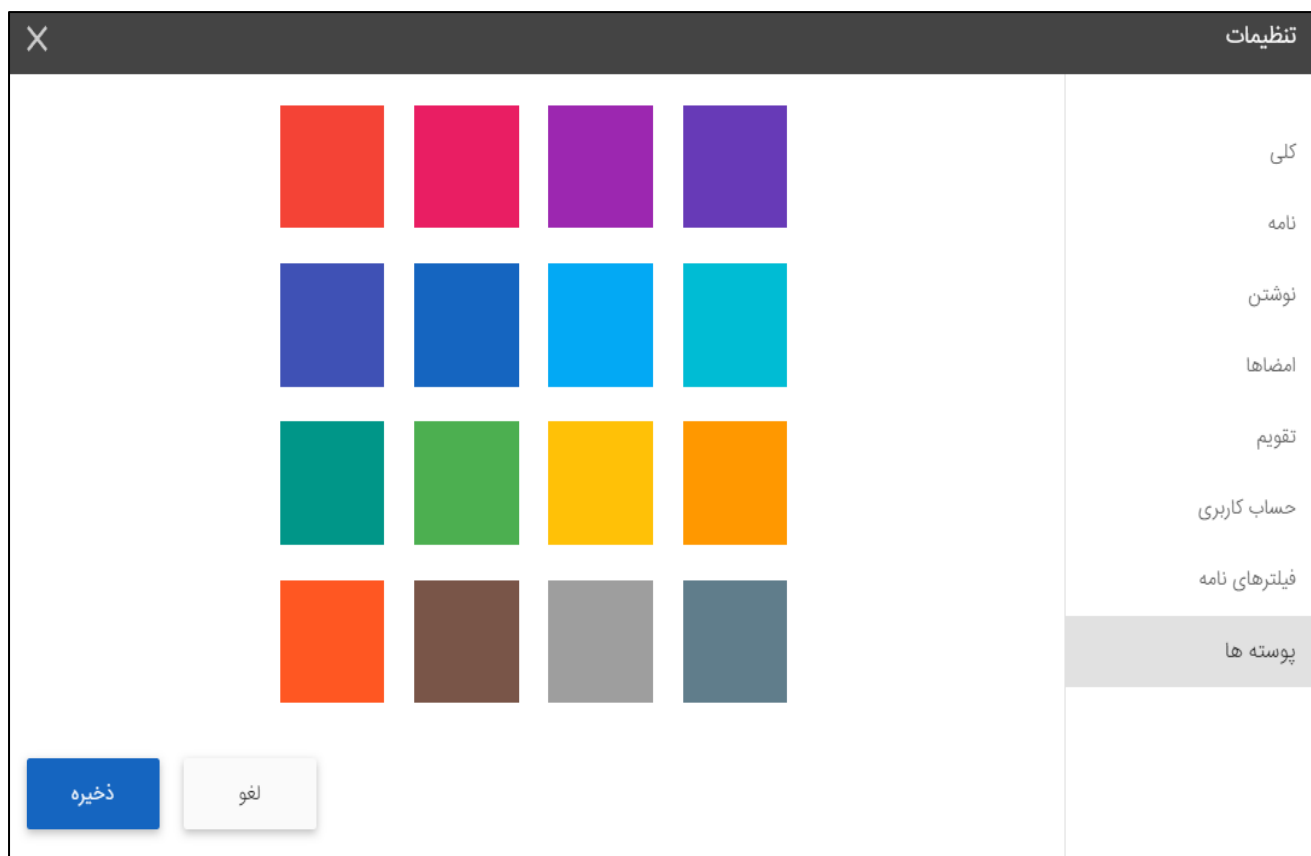 تنظیمات
کلی
نامه
نوشتن
امضاها
تقویم
حساب کاربری
فیلترهای نامه
پوسته ها
لغو
ذخیره